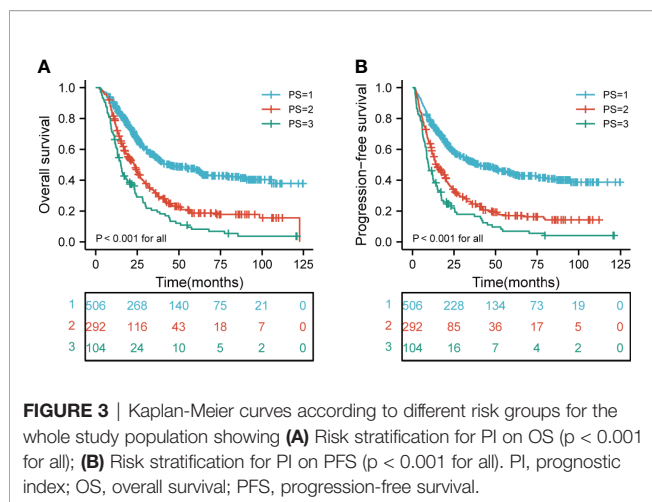 A
B
1.0
0.8
0.6
0.4
0.2
0.0
Overall survival
PS=1
PS=2
PS=3
P < 0.001 for all
0 25 50 75 100 125
Time(months)
1.0
0.8
0.6
0.4
0.2
0.0
Progression−free survival
PS=1
PS=2
PS=3
P < 0.001 for all
0 25 50 75 100 125
Time(months)
1 506 268 140 75 21 0
2 292 116 43 18 7 0
3 104 24 10 5 2 0
1 506 228 134 73 19 0
2 292 85 36 17 5 0
3 104 16 7 4 2 0
FIGURE 3 | Kaplan-Meier curves according to different risk groups for the
whole study population showing (A) Risk stratification for PI on OS (p < 0.001
for all); (B) Risk stratification for PI on PFS (p < 0.001 for all). PI, prognostic
index; OS, overall survival; PFS, progression-free survival.